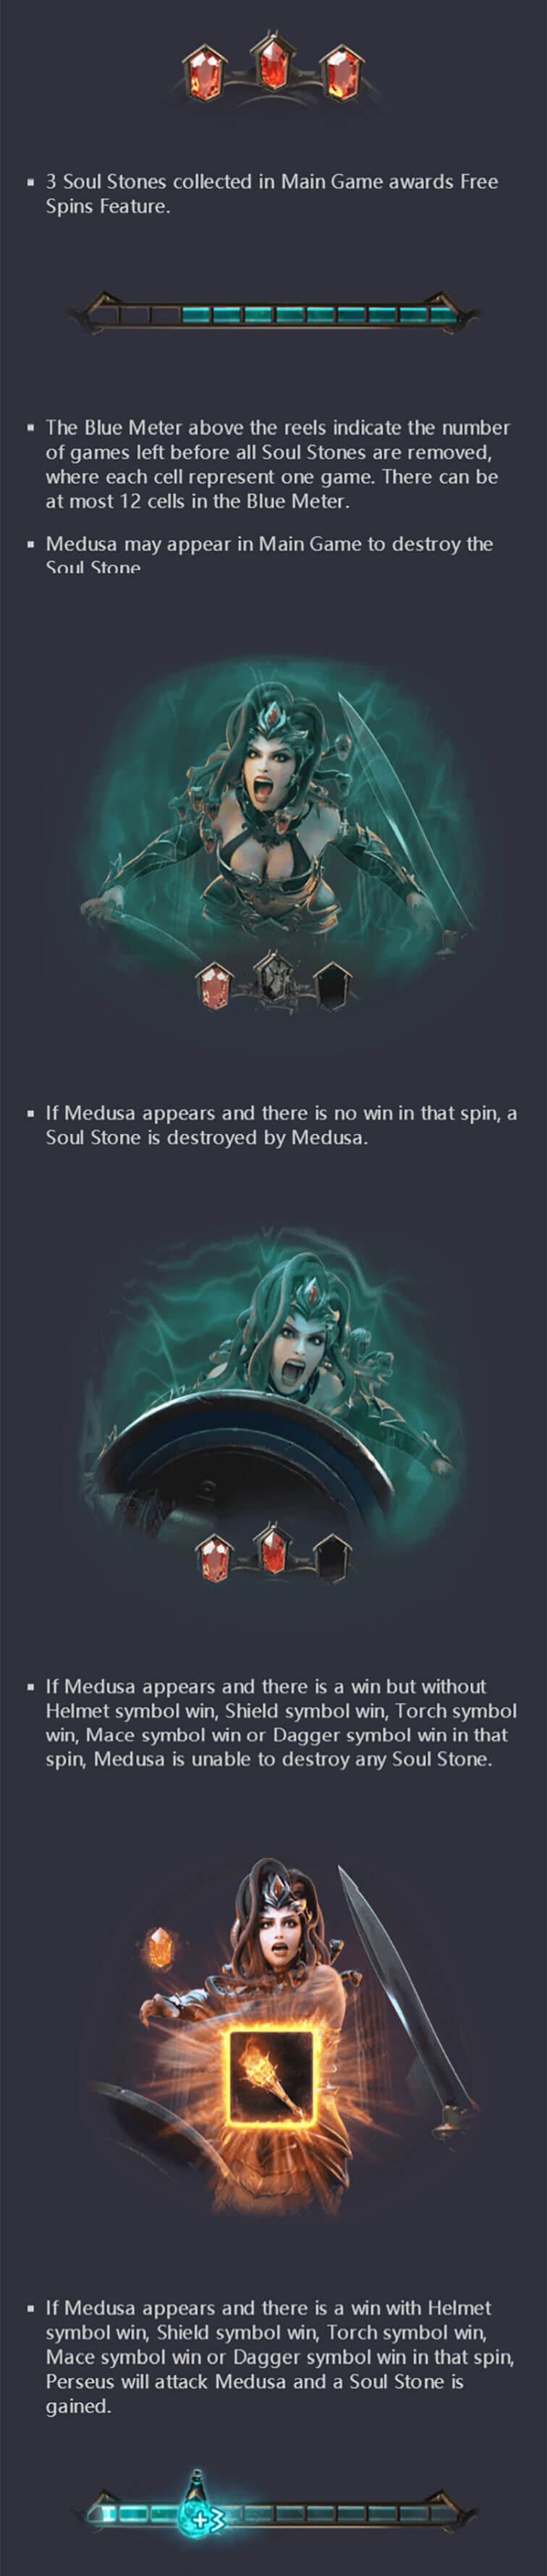 3 Soul Stones collected in Main Game awards Free
Spins Feature.
The Blue Meter above the reels indicate the number
of games left before all Soul Stones are removed,
where each cell represent one game. There can be
at most 12 cells in the Blue Meter.
Medusa may appear in Main Game to destroy the
Soul Stone
If Medusa appears and there is no win in that spin, a
Soul Stone is destroyed by Medusa.
If Medusa appears and there is a win but without
Helmet symbol win, Shield symbol win, Torch symbol
win, Mace symbol win or Dagger symbol win in that
spin, Medusa is unable to destroy any Soul Stone.
If Medusa appears and there is a win with Helmet
symbol win, Shield symbol win, Torch symbol win,
Mace symbol win or Dagger symbol win in that spin,
Perseus will attack Medusa and a Soul Stone is
gained.
+3